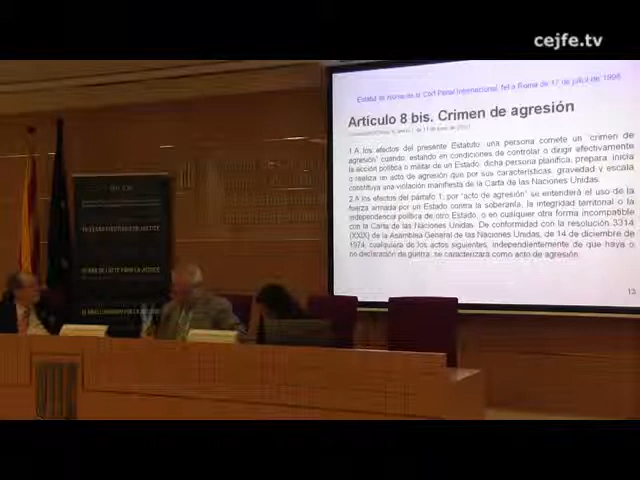 cejfe.tv
Estatut de Roma de la Cort Penal Internacional, fet a Roma de 17 de juliol de 1998
Artículo 8 bis. Crimen de agresión
1.A los efectos del presente Estatuto, una persona comete un "crimen de
agresión" cuando, estando en condiciones de controlar o dirigir efectivamente
la acción política o militar de un Estado, dicha persona planifica, prepara, inicia
o realiza un acto de agresión que por sus características, gravedad y escala
constituya una violación manifiesta de la Carta de las Naciones Unidas.
2.A los efectos del párrafo 1, por "acto de agresión" se entenderá el uso de la
fuerza armada por un Estado contra la soberanía, la integridad territorial o la
independencia política de otro Estado, o en cualquier otra forma incompatible
con la Carta de las Naciones Unidas. De conformidad con la resolución 3314
(XXIX) de la Asamblea General de las Naciones Unidas, de 14 de diciembre de
1974, cualquiera de los actos siguientes, independientemente de que haya o
no declaración de guerra, se caracterizará como acto de agresión:
13